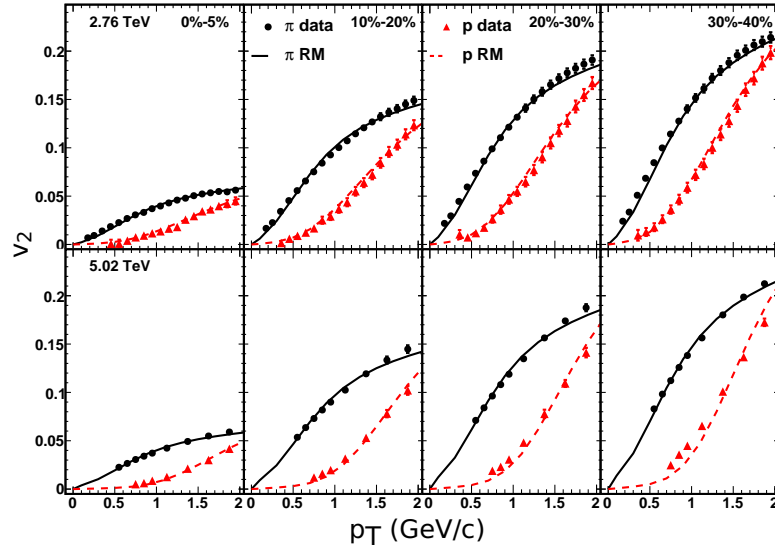 2.76 TeV 0%-5% 10%-20% 20%-30% 30%-40%
π data p data
π RM p RM
0.2
0.15
0.1
0.05
0
v2
5.02 TeV
0.2
0.15
0.1
0.05
0
0 0.5 1 1.5 2 0 0.5 1 1.5 2 0 0.5 1 1.5 2 0 0.5 1 1.5 2
pT (GeV/c)